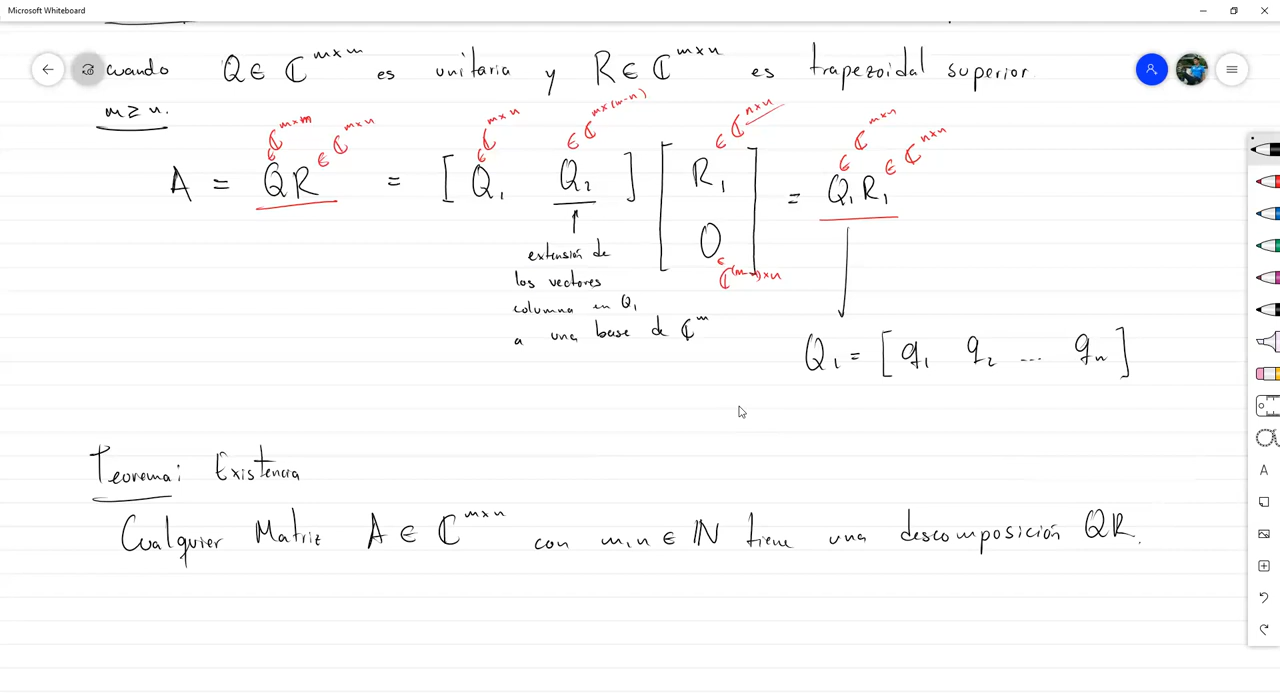 Microsoft Whiteboard
cuando Q ∈ ℂ^{m×m} es unitaria y R ∈ ℂ^{m×n} es trapezoidal superior
m ≥ n.
A = QR = [ Q₁ Q₂ ] [ R₁ 0 ] = Q₁R₁
∈ ℂ^{m×m} ∈ ℂ^{m×n} ∈ ℂ^{m×n} ∈ ℂ^{m×(m-n)} ∈ ℂ^{n×n} ∈ ℂ^{m×n} ∈ ℂ^{n×n}
∈ ℂ^{(m-n)×n}
extensión de
los vectores
columna en Q₁
a una base de ℂ^m
Q₁ = [ q₁ q₂ ... qₙ ]
Teorema: Existencia
Cualquier Matriz A ∈ ℂ^{m×n} con m,n ∈ ℕ tiene una descomposición QR.
A